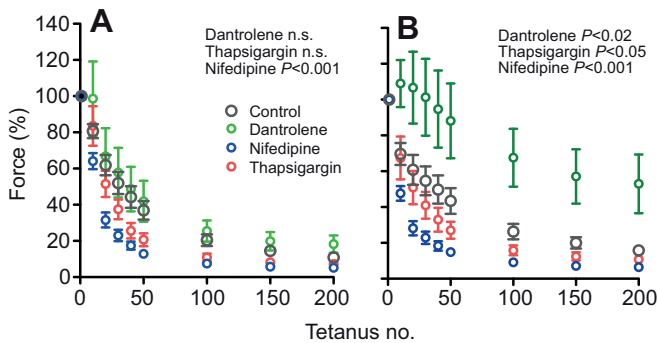 A
Dantrolene n.s.
Thapsigargin n.s.
Nifedipine P<0.001
Control
Dantrolene
Nifedipine
Thapsigargin
Force (%)
140
120
100
80
60
40
20
0
0 50 100 150 200
B
Dantrolene P<0.02
Thapsigargin P<0.05
Nifedipine P<0.001
0 50 100 150 200
Tetanus no.